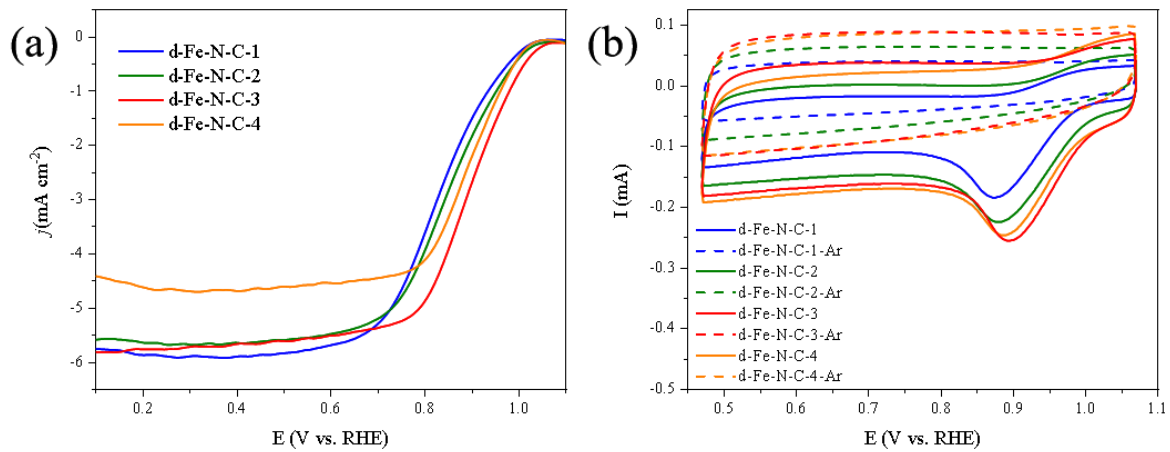 (a)
d-Fe-N-C-1
d-Fe-N-C-2
d-Fe-N-C-3
d-Fe-N-C-4
j(mA cm-2)
0
-1
-2
-3
-4
-5
-6
0.2
0.4
0.6
0.8
1.0
E (V vs. RHE)
(b)
I (mA)
0.1
0.0
-0.1
-0.2
-0.3
-0.4
-0.5
d-Fe-N-C-1
d-Fe-N-C-1-Ar
d-Fe-N-C-2
d-Fe-N-C-2-Ar
d-Fe-N-C-3
d-Fe-N-C-3-Ar
d-Fe-N-C-4
d-Fe-N-C-4-Ar
0.5
0.6
0.7
0.8
0.9
1.0
1.1
E (V vs. RHE)